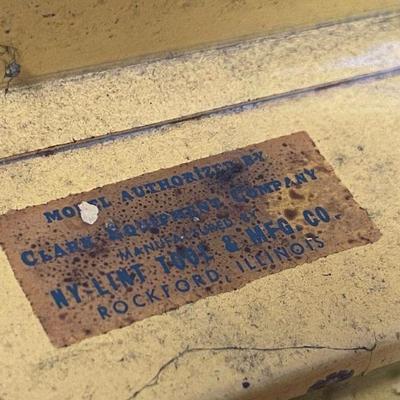 MODEL AUTHORIZED BY
CLARK EQUIPMENT COMPANY
MANUFACTURED BY
NY-LINT TOOL & MFG. CO.
ROCKFORD, ILLINOIS